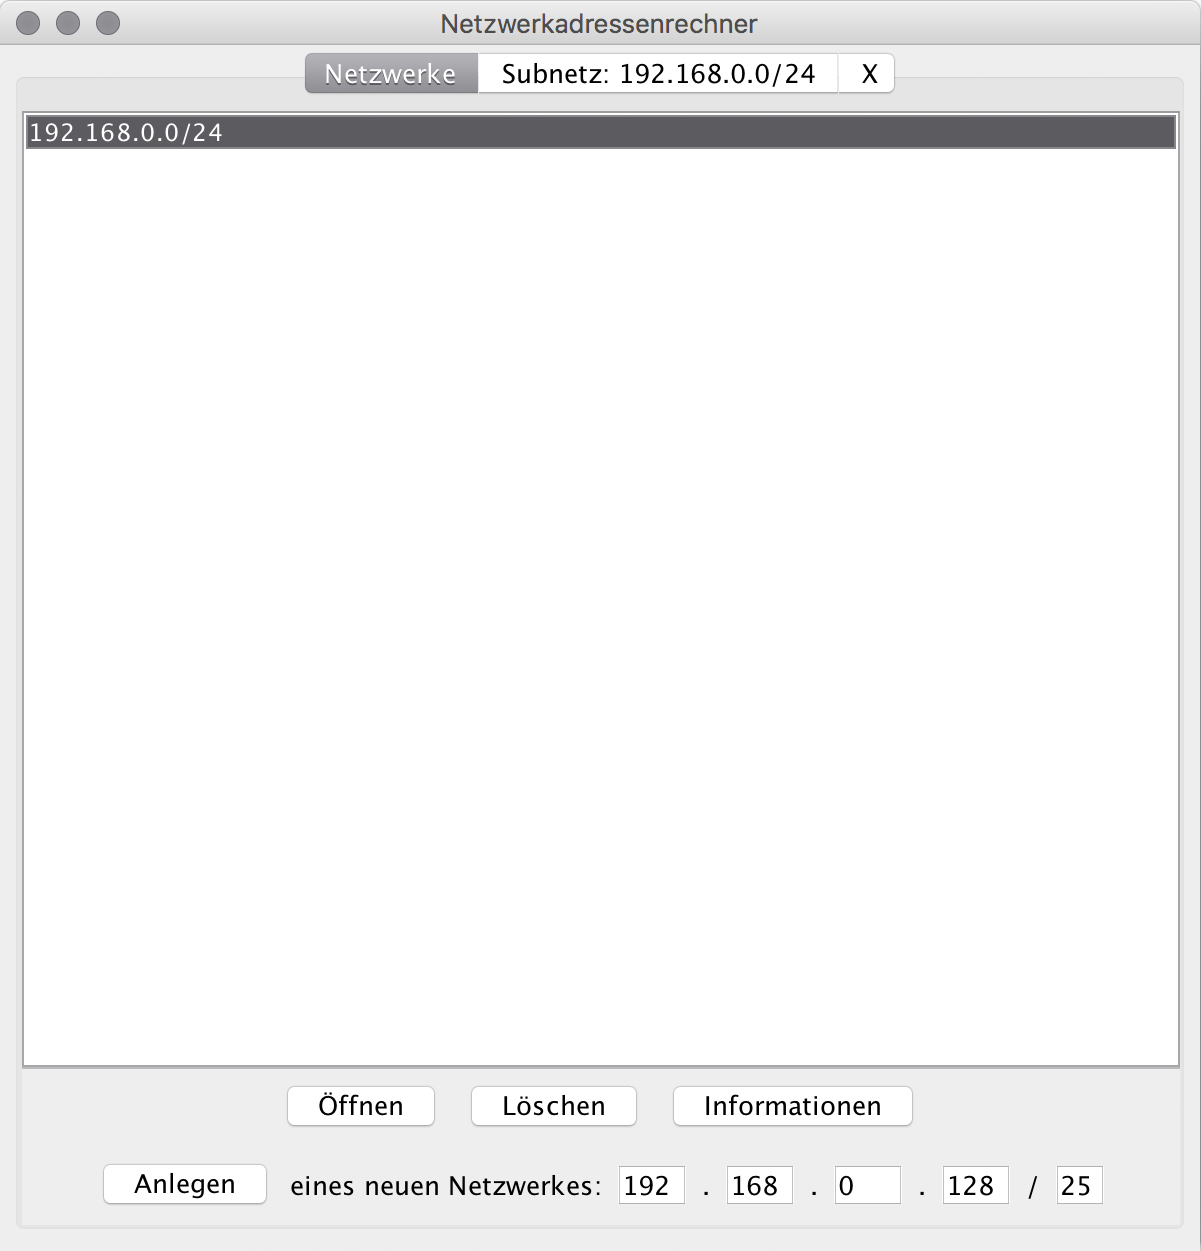 Netzwerkadressenrechner
Netzwerke Subnetz: 192.168.0.0/24 X
192.168.0.0/24
Öffnen Löschen Informationen
Anlegen eines neuen Netzwerkes: 192 . 168 . 0 . 128 / 25